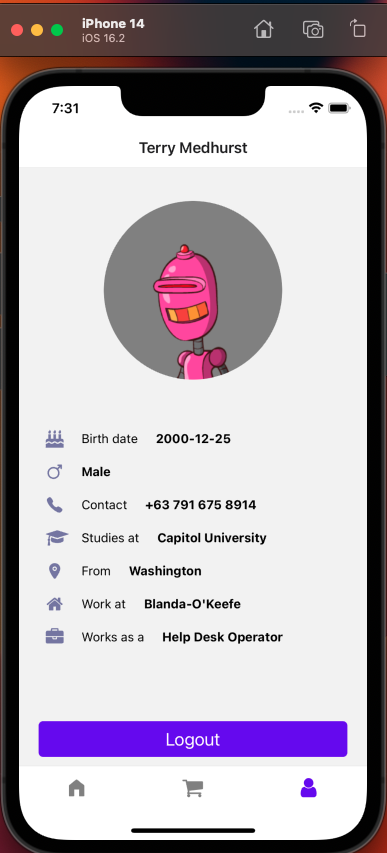 iPhone 14
iOS 16.2
7:31
Terry Medhurst
Birth date 2000-12-25
Male
Contact +63 791 675 8914
Studies at Capitol University
From Washington
Work at Blanda-O'Keefe
Works as a Help Desk Operator
Logout